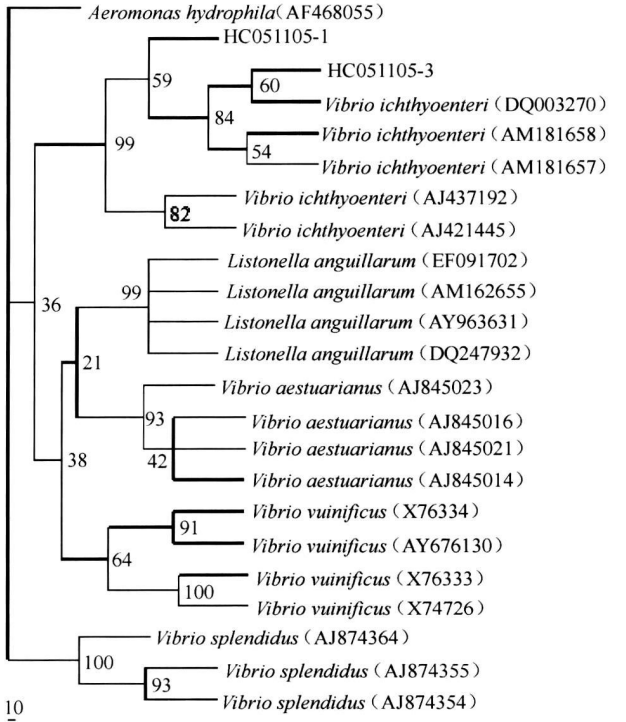 Aeromonas hydrophila(AF468055)
HC051105-1
59
HC051105-3
60
Vibrio ichthyoenteri(DQ003270)
84
Vibrio ichthyoenteri(AM181658)
99
54
Vibrio ichthyoenteri(AM181657)
Vibrio ichthyoenteri(AJ437192)
82
Vibrio ichthyoenteri(AJ421445)
Listonella anguillarum(EF091702)
99
Listonella anguillarum(AM162655)
36
Listonella anguillarum(AY963631)
Listonella anguillarum(DQ247932)
21
Vibrio aestuarianus(AJ845023)
93
Vibrio aestuarianus(AJ845016)
Vibrio aestuarianus(AJ845021)
38
42
Vibrio aestuarianus(AJ845014)
Vibrio vuinificus(X76334)
91
Vibrio vuinificus(AY676130)
64
Vibrio vuinificus(X76333)
100
Vibrio vuinificus(X74726)
Vibrio splendidus(AJ874364)
100
Vibrio splendidus(AJ874355)
93
Vibrio splendidus(AJ874354)
10